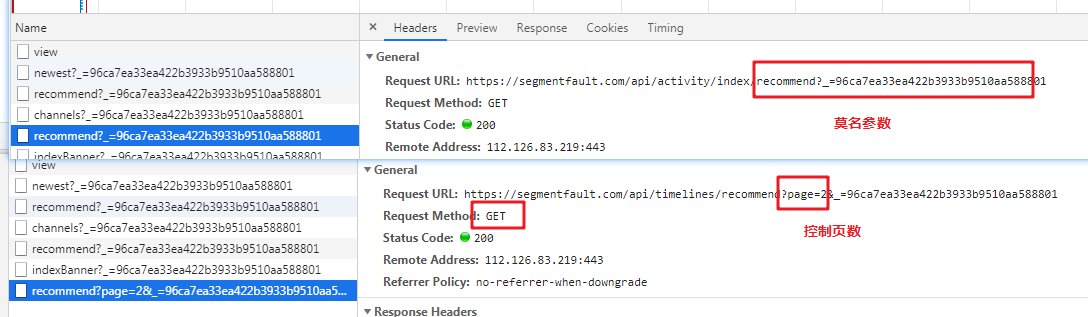 Name
view
newest?_=96ca7ea33ea422b3933b9510aa588801
recommend?_=96ca7ea33ea422b3933b9510aa588801
channels?_=96ca7ea33ea422b3933b9510aa588801
recommend?_=96ca7ea33ea422b3933b9510aa588801
indexBanner?_=96ca7ea33ea422b3933b9510aa588801
× Headers Preview Response Cookies Timing
General
Request URL: https://segmentfault.com/api/activity/index/recommend?_=96ca7ea33ea422b3933b9510aa588801
Request Method: GET
莫名参数
Status Code: 200
Remote Address: 112.126.83.219:443
view
newest?_=96ca7ea33ea422b3933b9510aa588801
recommend?_=96ca7ea33ea422b3933b9510aa588801
channels?_=96ca7ea33ea422b3933b9510aa588801
recommend?_=96ca7ea33ea422b3933b9510aa588801
indexBanner?_=96ca7ea33ea422b3933b9510aa588801
recommend?page=2&_=96ca7ea33ea422b3933b9510aa5...
General
Request URL: https://segmentfault.com/api/timelines/recommend?page=2&_=96ca7ea33ea422b3933b9510aa588801
Request Method: GET
控制页数
Status Code: 200
Remote Address: 112.126.83.219:443
Referrer Policy: no-referrer-when-downgrade
Response Headers